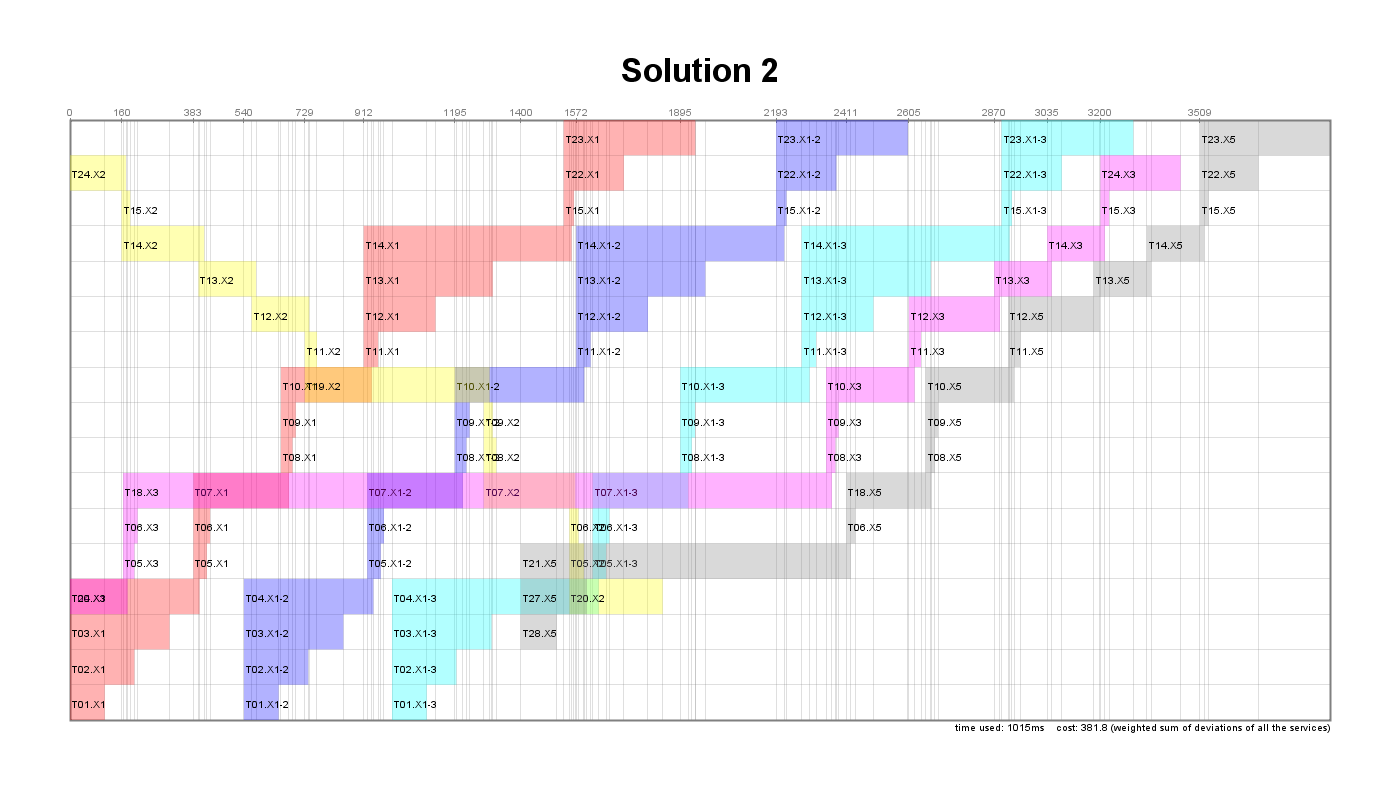 Solution 2
0 160 383 540 729 912 1195 1400 1572 1895 2193 2411 2605 2870 3035 3200 3509
T23.X1 T23.X1-2 T23.X1-3 T23.X5
T24.X2 T22.X1 T22.X1-2 T22.X1-3 T24.X3 T22.X5
T15.X2 T15.X1 T15.X1-2 T15.X1-3 T15.X3 T15.X5
T14.X2 T14.X1 T14.X1-2 T14.X1-3 T14.X3 T14.X5
T13.X2 T13.X1 T13.X1-2 T13.X1-3 T13.X3 T13.X5
T12.X2 T12.X1 T12.X1-2 T12.X1-3 T12.X3 T12.X5
T11.X2 T11.X1 T11.X1-2 T11.X1-3 T11.X3 T11.X5
T10.X1 T19.X2 T10.X1-2 T10.X1-3 T10.X3 T10.X5
T09.X1 T09.X1-2 T09.X2 T09.X1-3 T09.X3 T09.X5
T08.X1 T08.X1-2 T08.X2 T08.X1-3 T08.X3 T08.X5
T18.X3 T07.X1 T07.X1-2 T07.X2 T07.X1-3 T18.X5
T06.X3 T06.X1 T06.X1-2 T06.X2 T06.X1-3 T06.X5
T05.X3 T05.X1 T05.X1-2 T21.X5 T05.X2 T05.X1-3
T04.X1-2 T04.X1-3 T27.X5 T20.X2
T03.X1 T03.X1-2 T03.X1-3 T28.X5
T02.X1 T02.X1-2 T02.X1-3
T01.X1 T01.X1-2 T01.X1-3
time used: 1015ms cost: 381.8 (weighted sum of deviations of all the services)